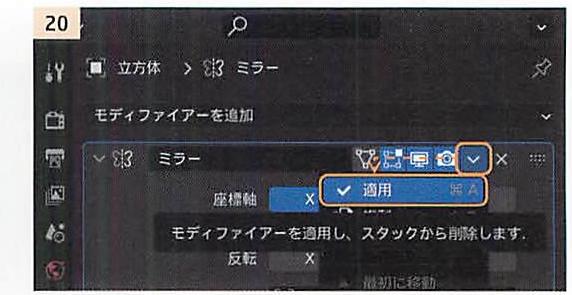 20
立方体 > ミラー
モディファイアーを追加
ミラー
座標軸 X
適用 ⌘ A
モディファイアーを適用し、スタックから削除します.
反転 X
最初に移動